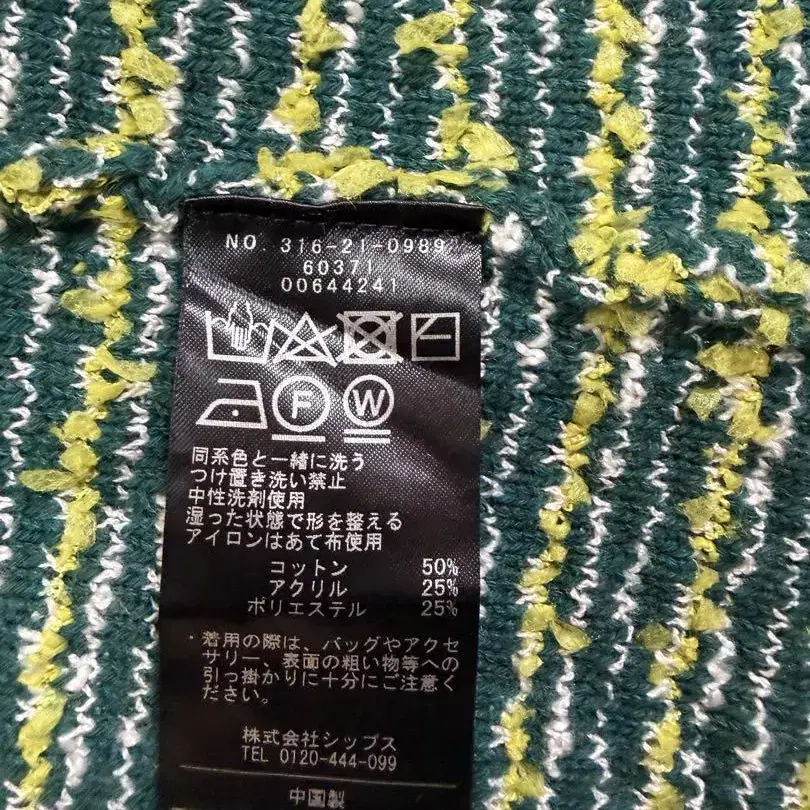 NO 316-21-0989
60371
00644241
F W
同系色と一緒に洗う
つけ置き洗い禁止
中性洗剤使用
湿った状態で形を整える
アイロンはあて布使用
コットン 50%
アクリル 25%
ポリエステル 25%
・着用の際は、バッグやアクセ
サリー、表面の粗い物等への
引っ掛かりに十分にご注意く
ださい。
株式会社シップス
TEL 0120-444-099
中国製